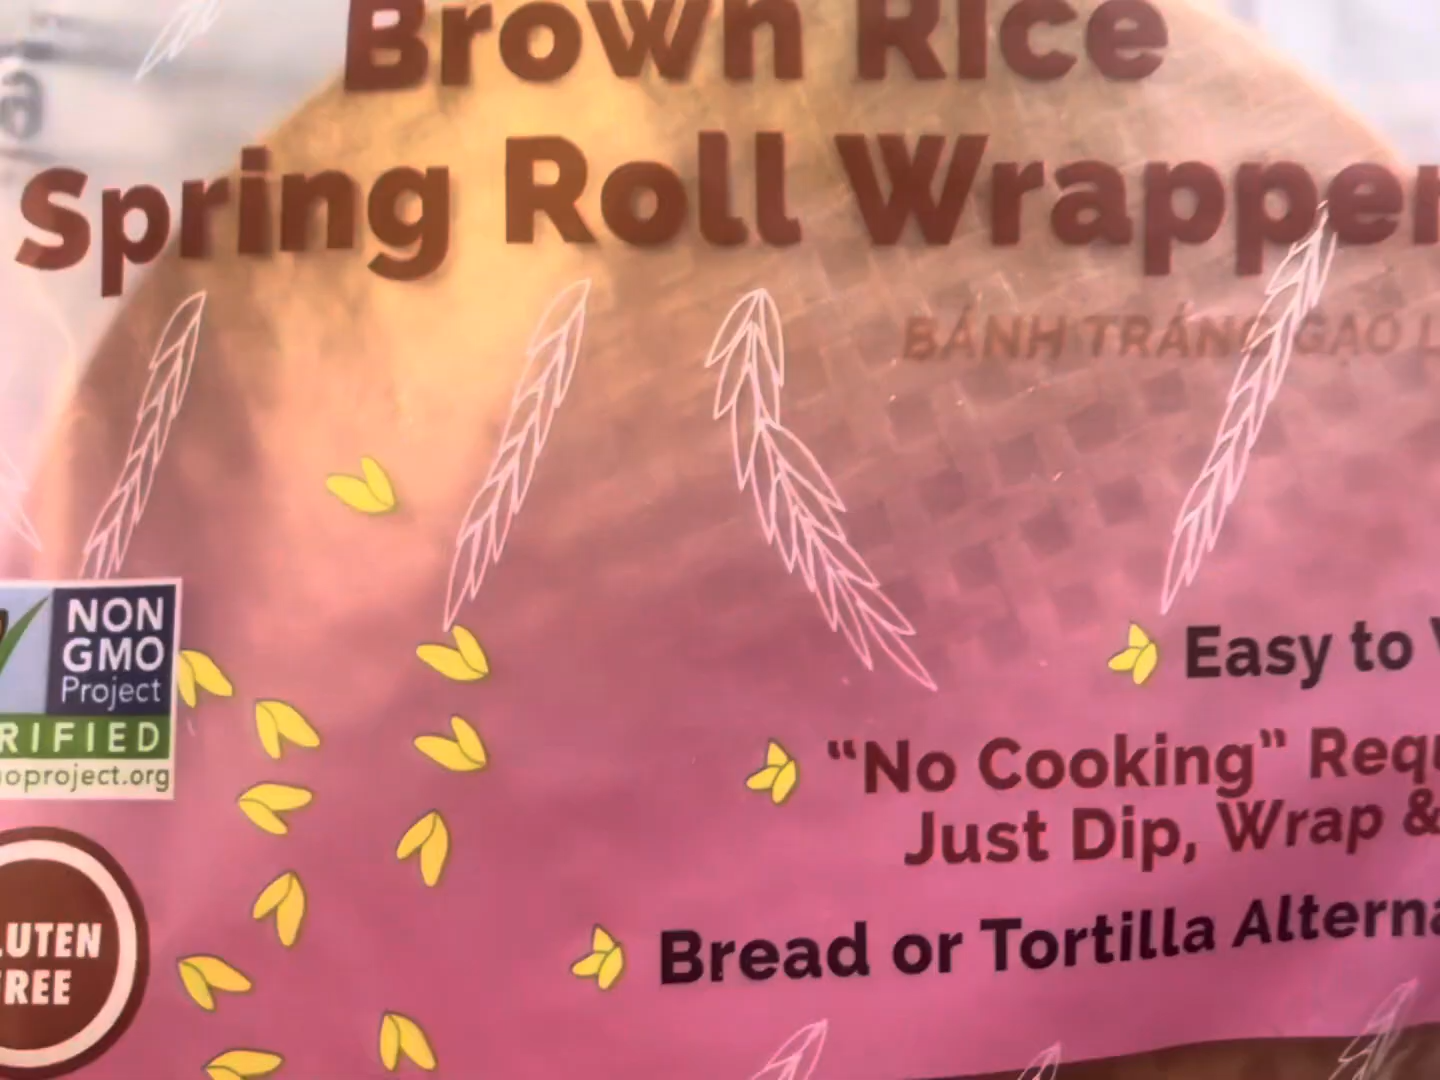 Brown Rice
Spring Roll Wrapper
BÁNH TRÁNG GẠO L
NON
GMO
Project
RIFIED
oproject.org
Easy to
"No Cooking" Requ
Just Dip, Wrap &
LUTEN
FREE
Bread or Tortilla Alterna